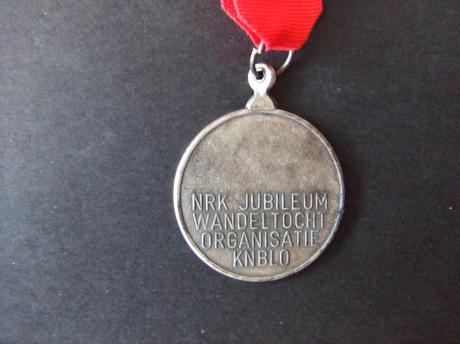 NRK JUBILEUM
WANDELTOCHT
ORGANISATIE
KNBLO